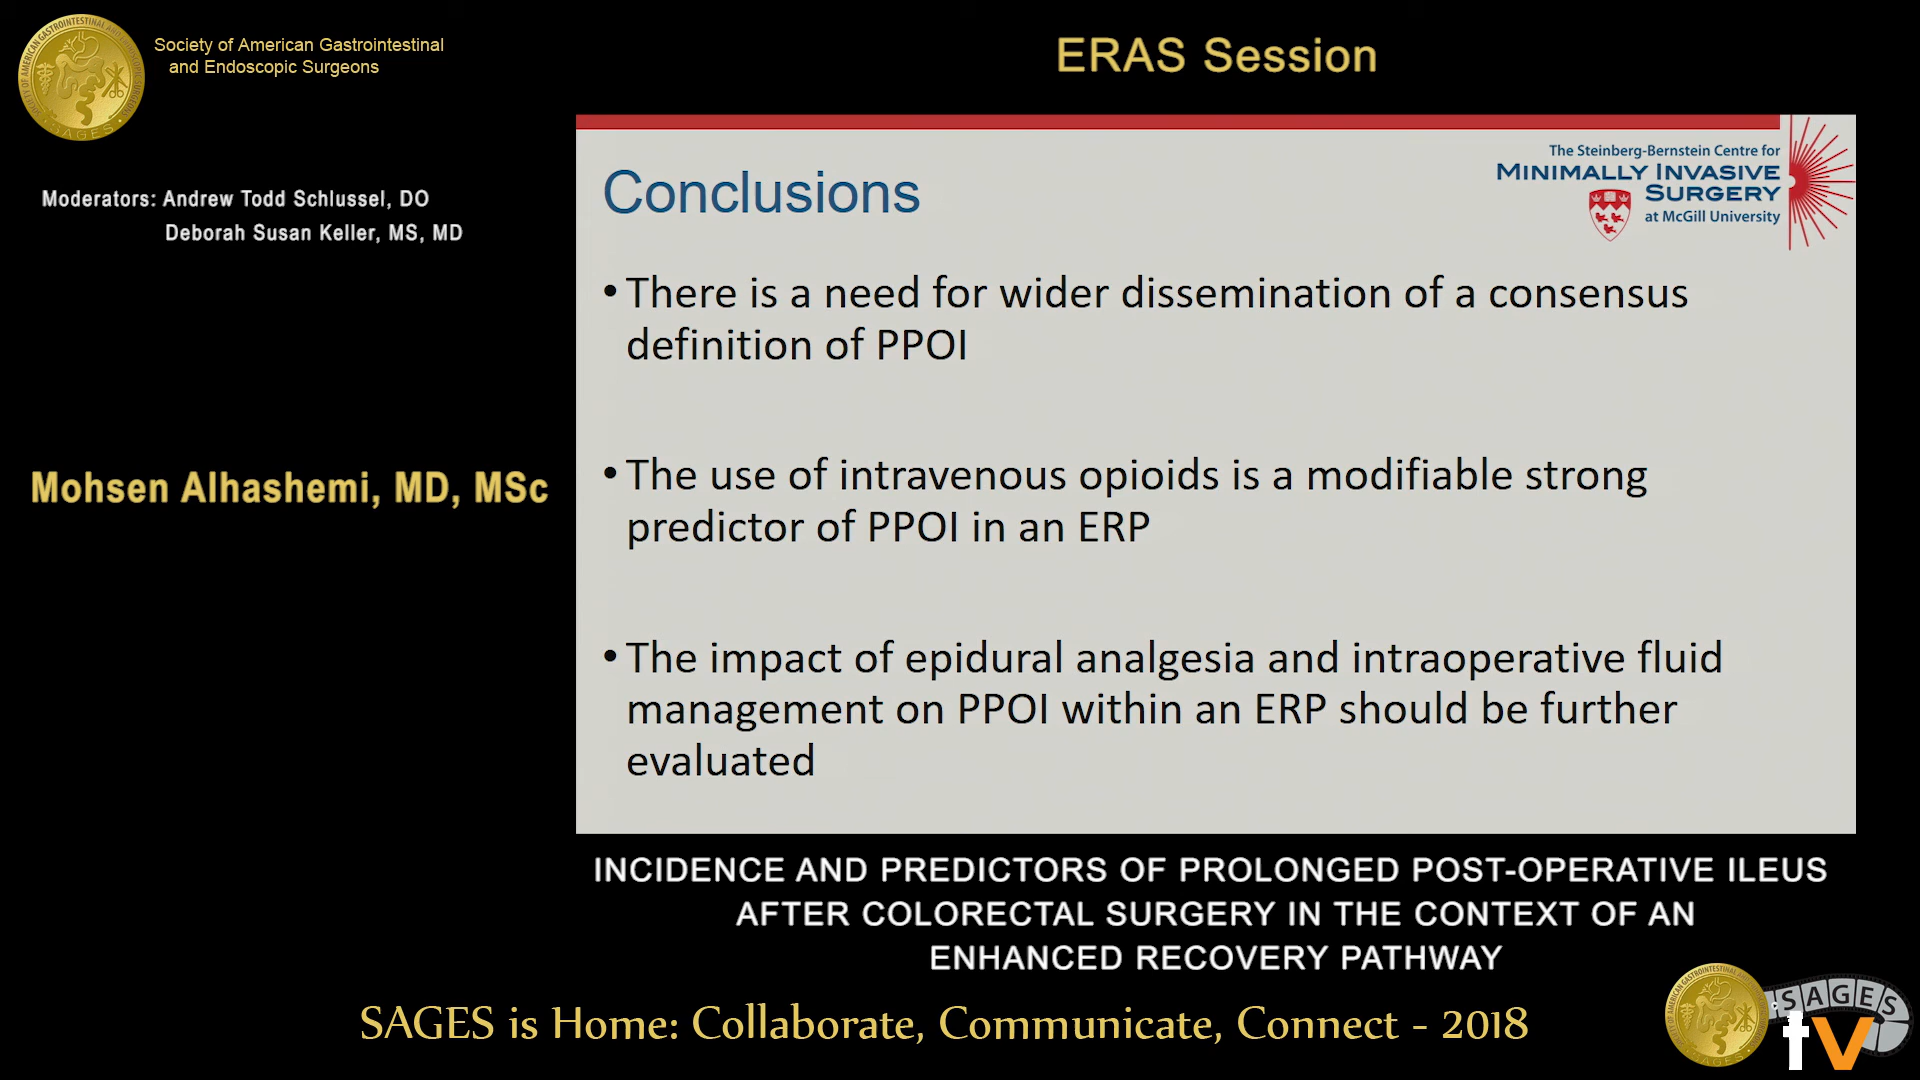 Society of American Gastrointestinal
and Endoscopic Surgeons
ERAS Session
Moderators: Andrew Todd Schlussel, DO
Deborah Susan Keller, MS, MD
Mohsen Alhashemi, MD, MSc
The Steinberg-Bernstein Centre for
MINIMALLY INVASIVE
SURGERY
at McGill University
Conclusions
• There is a need for wider dissemination of a consensus
definition of PPOI
• The use of intravenous opioids is a modifiable strong
predictor of PPOI in an ERP
• The impact of epidural analgesia and intraoperative fluid
management on PPOI within an ERP should be further
evaluated
INCIDENCE AND PREDICTORS OF PROLONGED POST-OPERATIVE ILEUS
AFTER COLORECTAL SURGERY IN THE CONTEXT OF AN
ENHANCED RECOVERY PATHWAY
SAGES is Home: Collaborate, Communicate, Connect - 2018
SAGES
tv